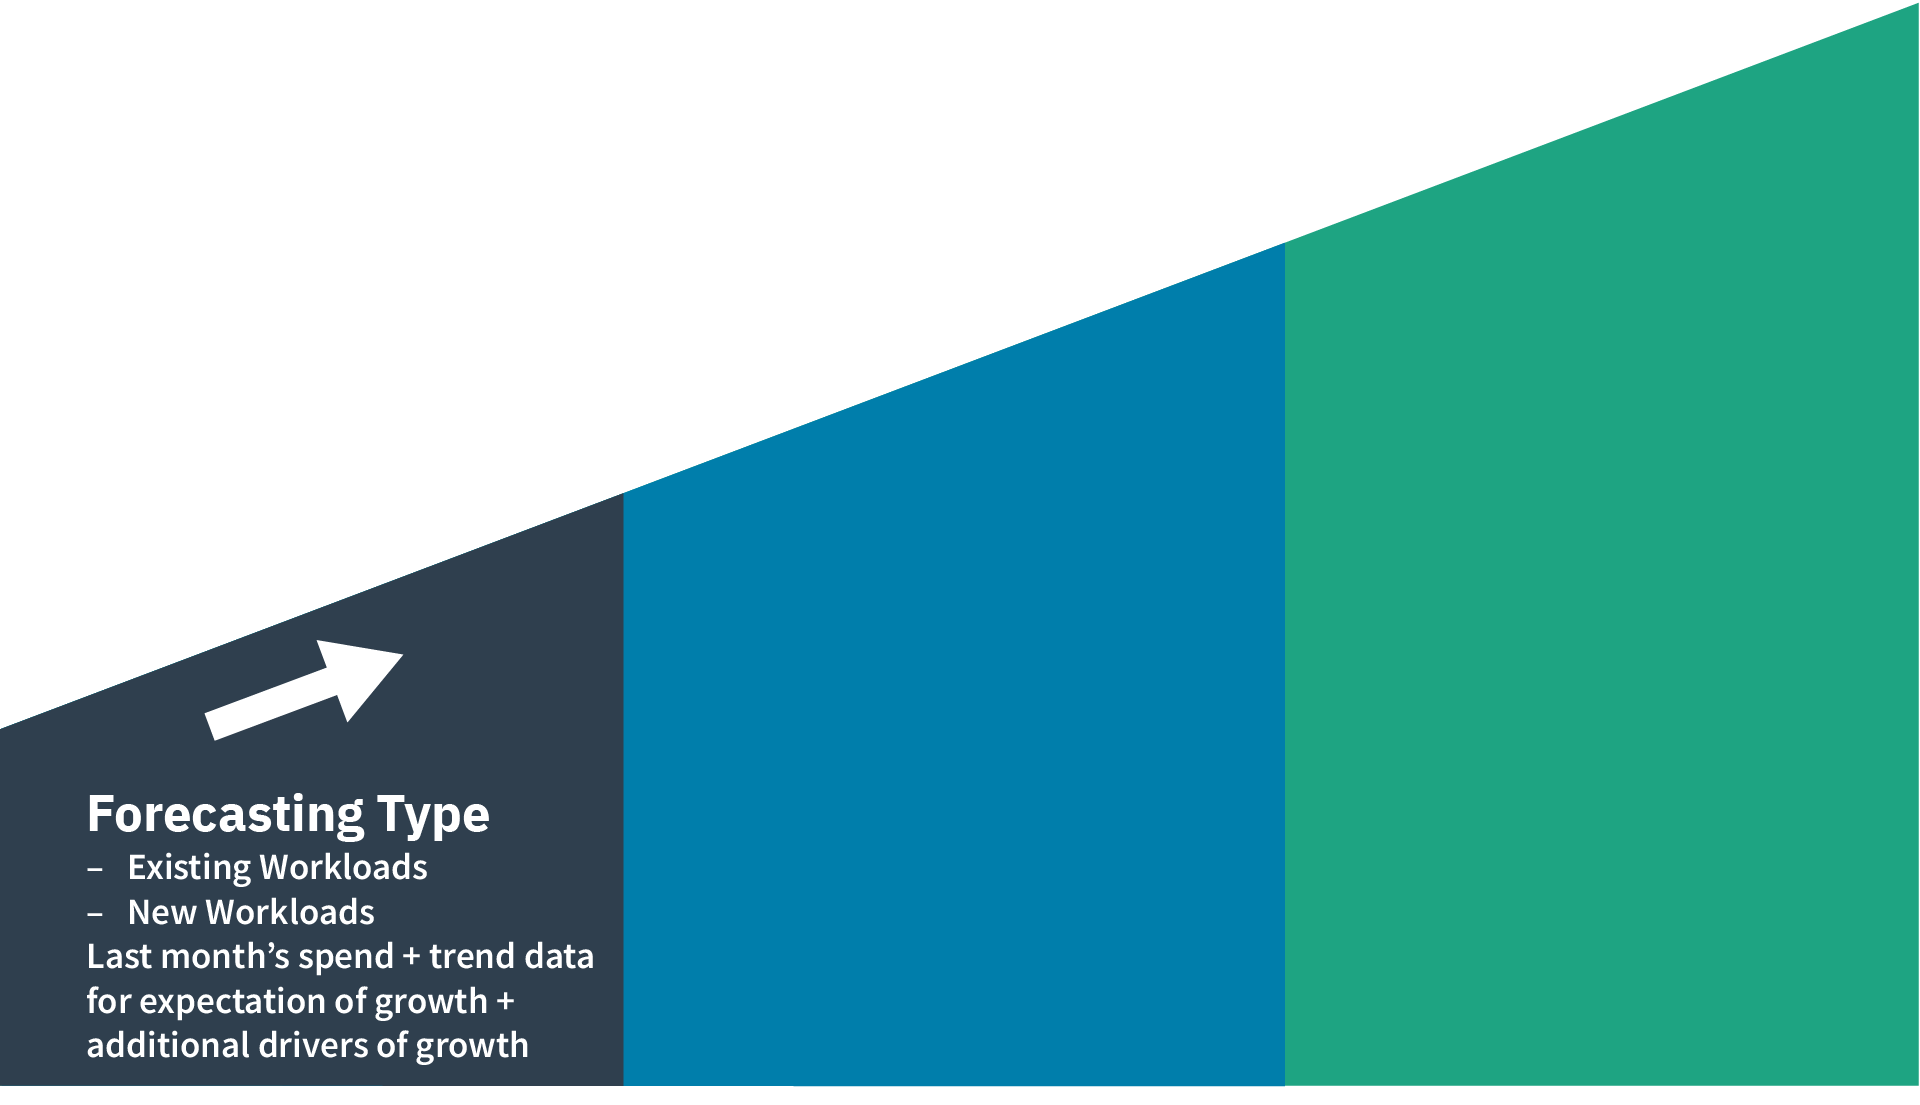 Forecasting Type
– Existing Workloads
– New Workloads
Last month’s spend + trend data
for expectation of growth +
additional drivers of growth